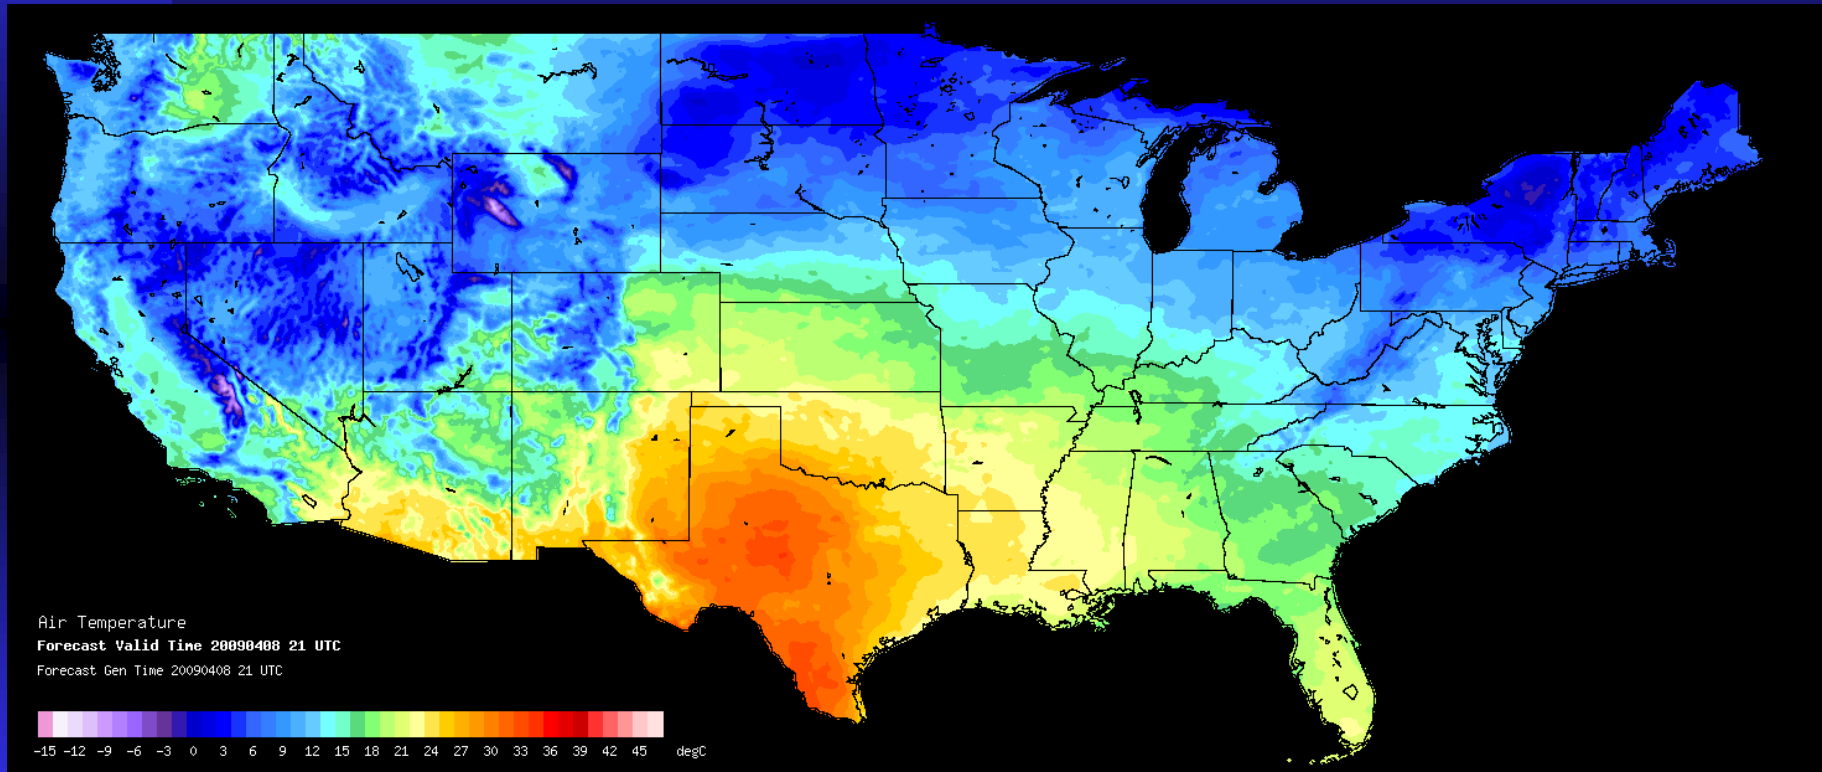 Air Temperature
Forecast Valid Time 20090408 21 UTC
Forecast Gen Time 20090408 21 UTC
-15 -12 -9 -6 -3 0 3 6 9 12 15 18 21 24 27 30 33 36 39 42 45 degC